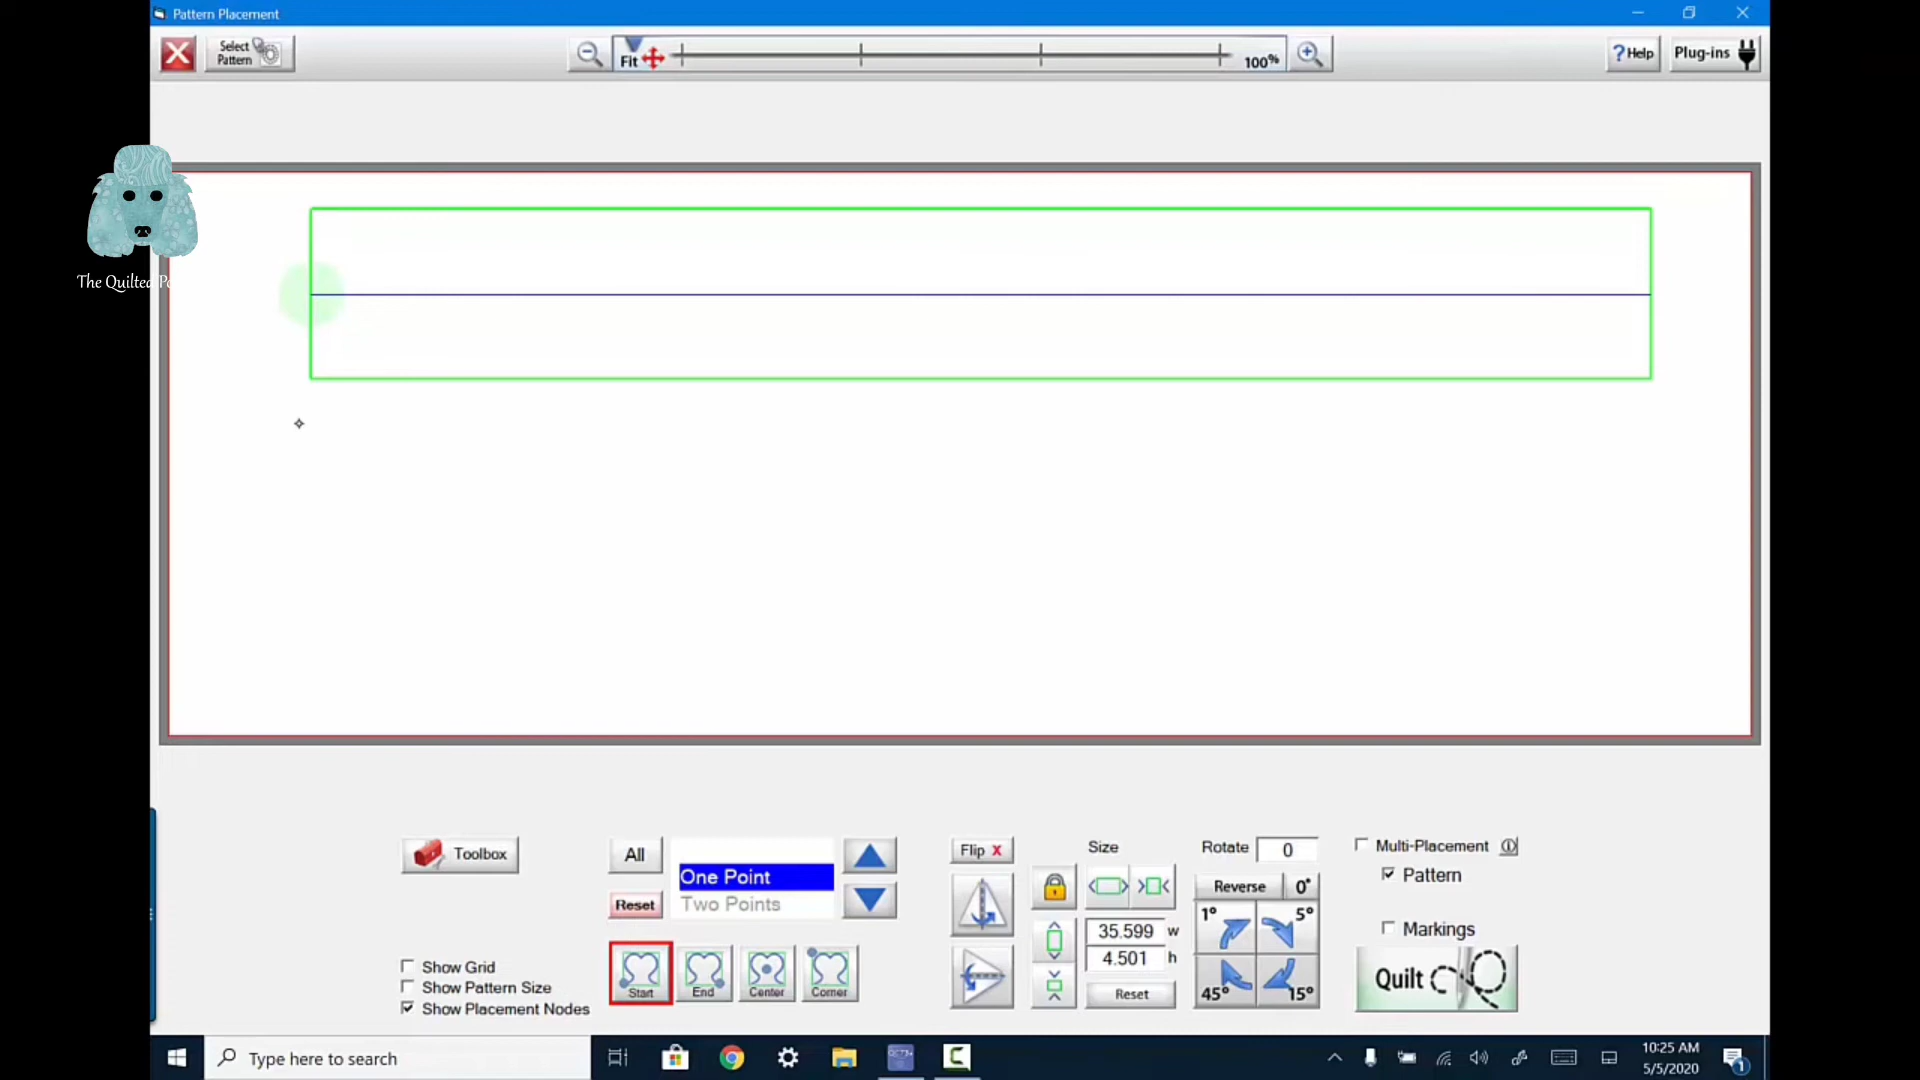 Pattern Placement
Select
Pattern
Fit
100%
?Help
Plug-ins
The Quilted Po
Toolbox
All
Reset
One Point
Two Points
Start
End
Center
Corner
Show Grid
Show Pattern Size
Show Placement Nodes
Flip X
Size
35.599 w
4.501 h
Reset
Rotate 0
Reverse 0°
1° 5°
45° 15°
Multi-Placement
Pattern
Markings
Quilt
Type here to search
10:25 AM
5/5/2020
1